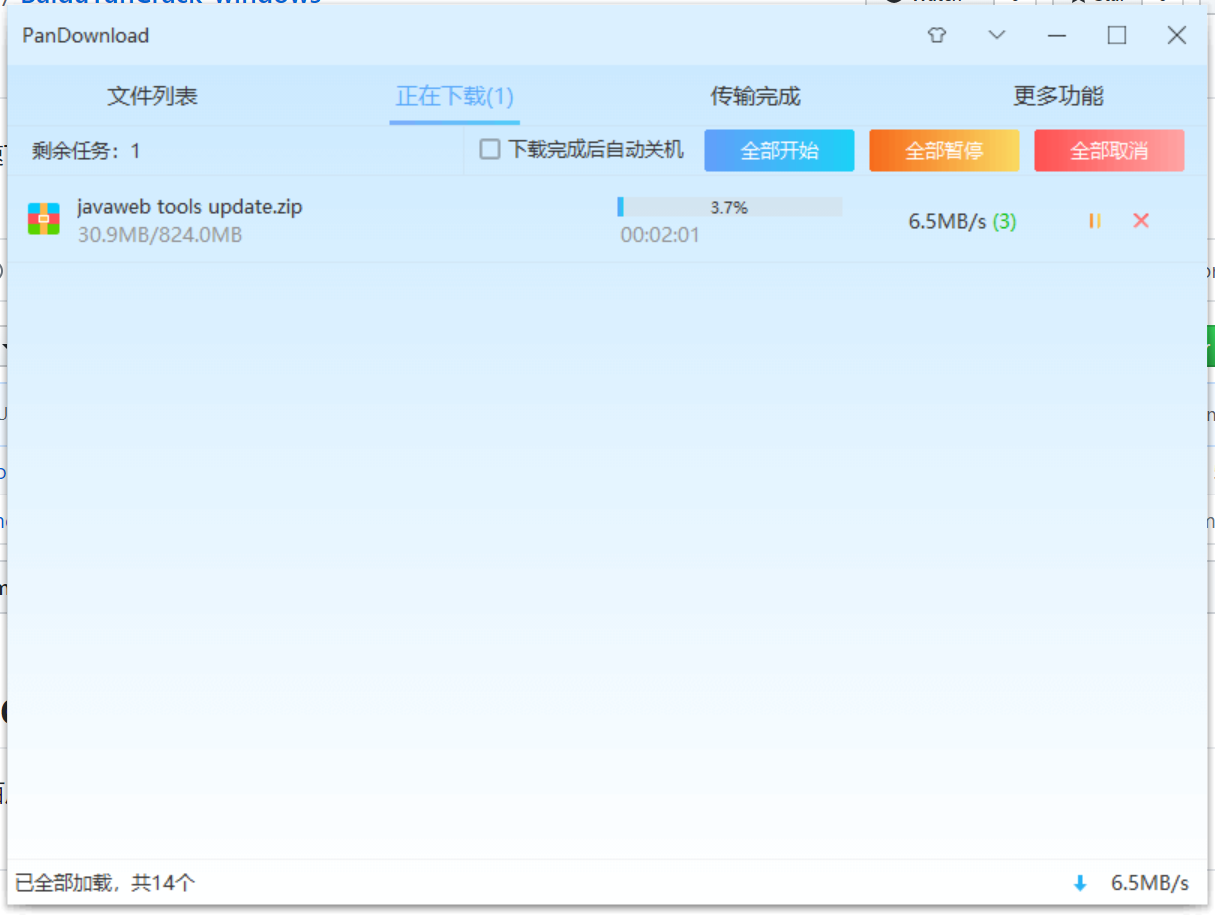 PanDownload
文件列表
正在下载(1)
传输完成
更多功能
剩余任务：1
下载完成后自动关机
全部开始
全部暂停
全部取消
javaweb tools update.zip
3.7%
6.5MB/s (3)
30.9MB/824.0MB
00:02:01
已全部加载，共14个
6.5MB/s